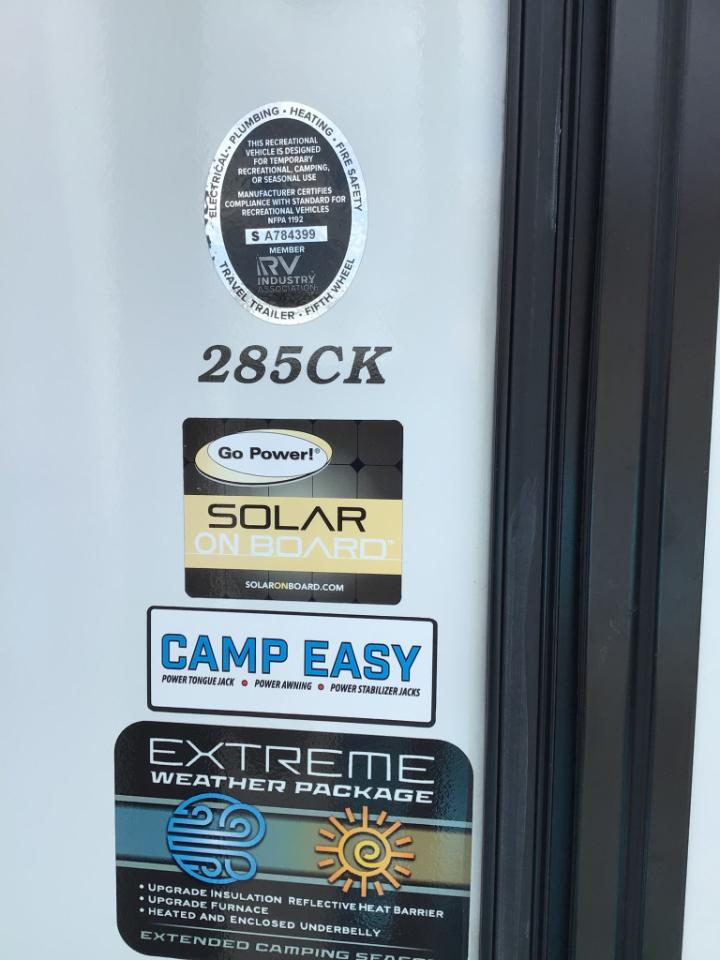 ELECTRICAL • PLUMBING • HEATING • FIRE SAFETY
THIS RECREATIONAL
VEHICLE IS DESIGNED
FOR TEMPORARY
RECREATIONAL, CAMPING,
OR SEASONAL USE
MANUFACTURER CERTIFIES
COMPLIANCE WITH STANDARD FOR
RECREATIONAL VEHICLES
NFPA 1192
S A784399
MEMBER
RV
INDUSTRY
ASSOCIATION
TRAVEL TRAILER • FIFTH WHEEL
285CK
Go Power!®
SOLAR
ON BOARD™
SOLARONBOARD.COM
CAMP EASY
POWER TONGUE JACK • POWER AWNING • POWER STABILIZER JACKS
EXTREME
WEATHER PACKAGE
• UPGRADE INSULATION REFLECTIVE HEAT BARRIER
• UPGRADE FURNACE
• HEATED AND ENCLOSED UNDERBELLY
EXTENDED CAMPING